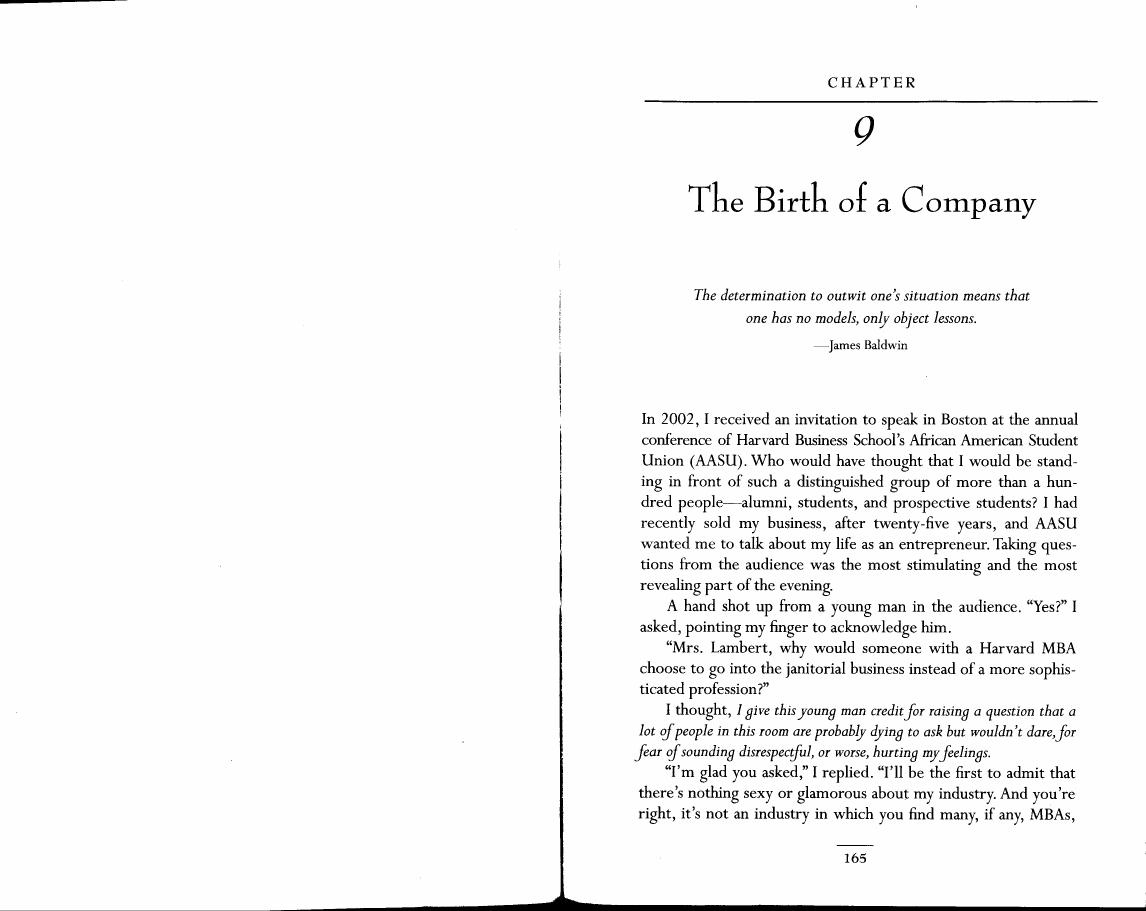 CHAPTER
9
The Birth of a Company
The determination to outwit one's situation means that
one has no models, only object lessons.
—James Baldwin
In 2002, I received an invitation to speak in Boston at the annual
conference of Harvard Business School's African American Student
Union (AASU). Who would have thought that I would be stand-
ing in front of such a distinguished group of more than a hun-
dred people—alumni, students, and prospective students? I had
recently sold my business, after twenty-five years, and AASU
wanted me to talk about my life as an entrepreneur. Taking ques-
tions from the audience was the most stimulating and the most
revealing part of the evening.
A hand shot up from a young man in the audience. “Yes?” I
asked, pointing my finger to acknowledge him.
“Mrs. Lambert, why would someone with a Harvard MBA
choose to go into the janitorial business instead of a more sophis-
ticated profession?”
I thought, I give this young man credit for raising a question that a
lot of people in this room are probably dying to ask but wouldn't dare, for
fear of sounding disrespectful, or worse, hurting my feelings.
“I'm glad you asked,” I replied. “I'll be the first to admit that
there's nothing sexy or glamorous about my industry. And you're
right, it's not an industry in which you find many, if any, MBAs,
165